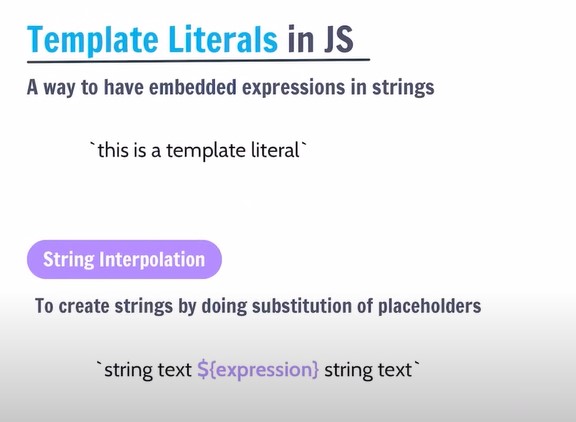 Template Literals in JS
A way to have embedded expressions in strings
`this is a template literal`
String Interpolation
To create strings by doing substitution of placeholders
`string text ${expression} string text`